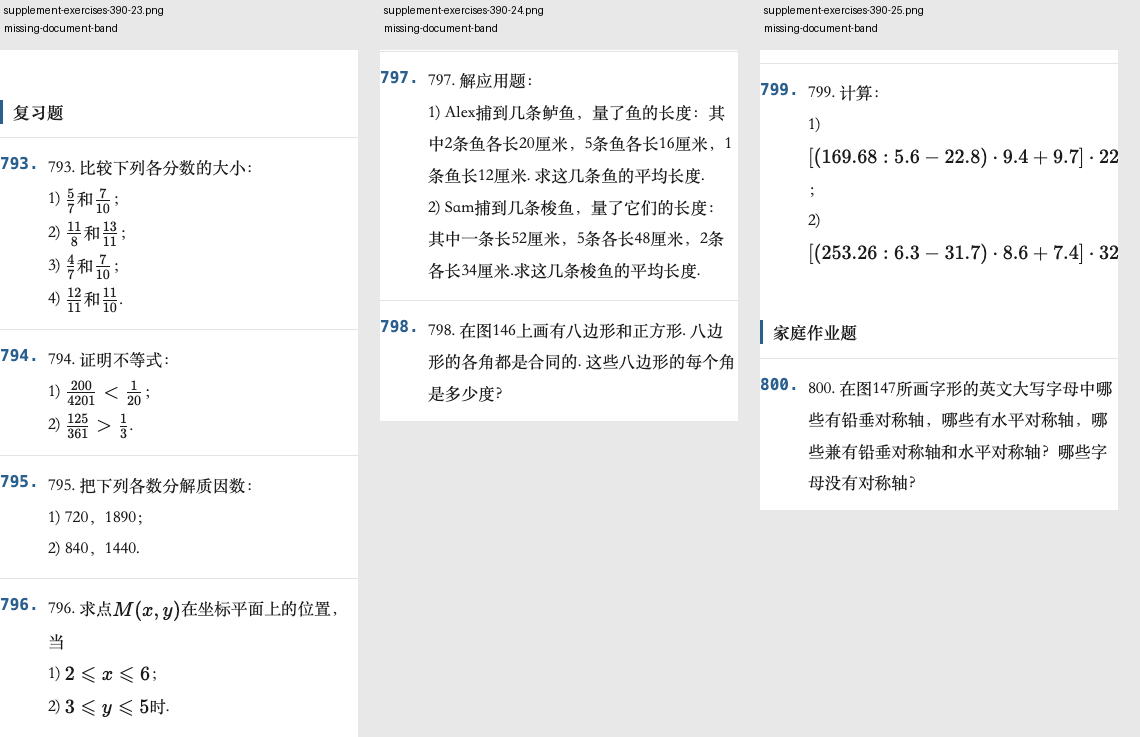 supplement-exercises-390-23.png
missing-document-band
复习题
793. 793. 比较下列各分数的大小：
1) 5/7和7/10；
2) 11/8和13/11；
3) 4/7和7/10；
4) 12/11和11/10.
794. 794. 证明不等式：
1) 200/4201 < 1/20；
2) 125/361 > 1/3.
795. 795. 把下列各数分解质因数：
1) 720，1890；
2) 840，1440.
796. 796. 求点M(x, y)在坐标平面上的位置，
当
1) 2 ⩽ x ⩽ 6；
2) 3 ⩽ y ⩽ 5时.
supplement-exercises-390-24.png
missing-document-band
797. 797. 解应用题：
1) Alex捕到几条鲈鱼，量了鱼的长度：其
中2条鱼各长20厘米，5条鱼各长16厘米，1
条鱼长12厘米. 求这几条鱼的平均长度.
2) Sam捕到几条梭鱼，量了它们的长度：
其中一条长52厘米，5条各长48厘米，2条
各长34厘米.求这几条梭鱼的平均长度.
798. 798. 在图146上画有八边形和正方形. 八边
形的各角都是合同的. 这些八边形的每个角
是多少度？
supplement-exercises-390-25.png
missing-document-band
799. 799. 计算：
1)
[(169.68 : 5.6 − 22.8) · 9.4 + 9.7] · 22
；
2)
[(253.26 : 6.3 − 31.7) · 8.6 + 7.4] · 32
家庭作业题
800. 800. 在图147所画字形的英文大写字母中哪
些有铅垂对称轴，哪些有水平对称轴，哪
些兼有铅垂对称轴和水平对称轴？哪些字
母没有对称轴？